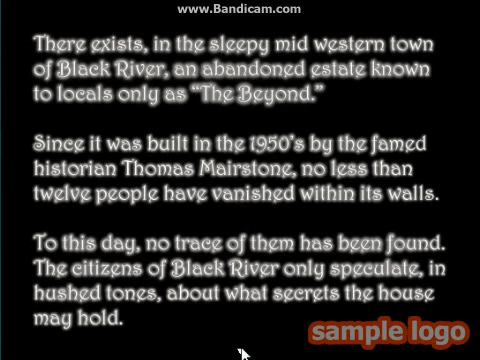 www.Bandicam.com
There exists, in the sleepy mid western town
of Black River, an abandoned estate known
to locals only as “The Beyond.”
Since it was built in the 1950’s by the famed
historian Thomas Mairstone, no less than
twelve people have vanished within its walls.
To this day, no trace of them has been found.
The citizens of Black River only speculate, in
hushed tones, about what secrets the house
may hold.
sample logo